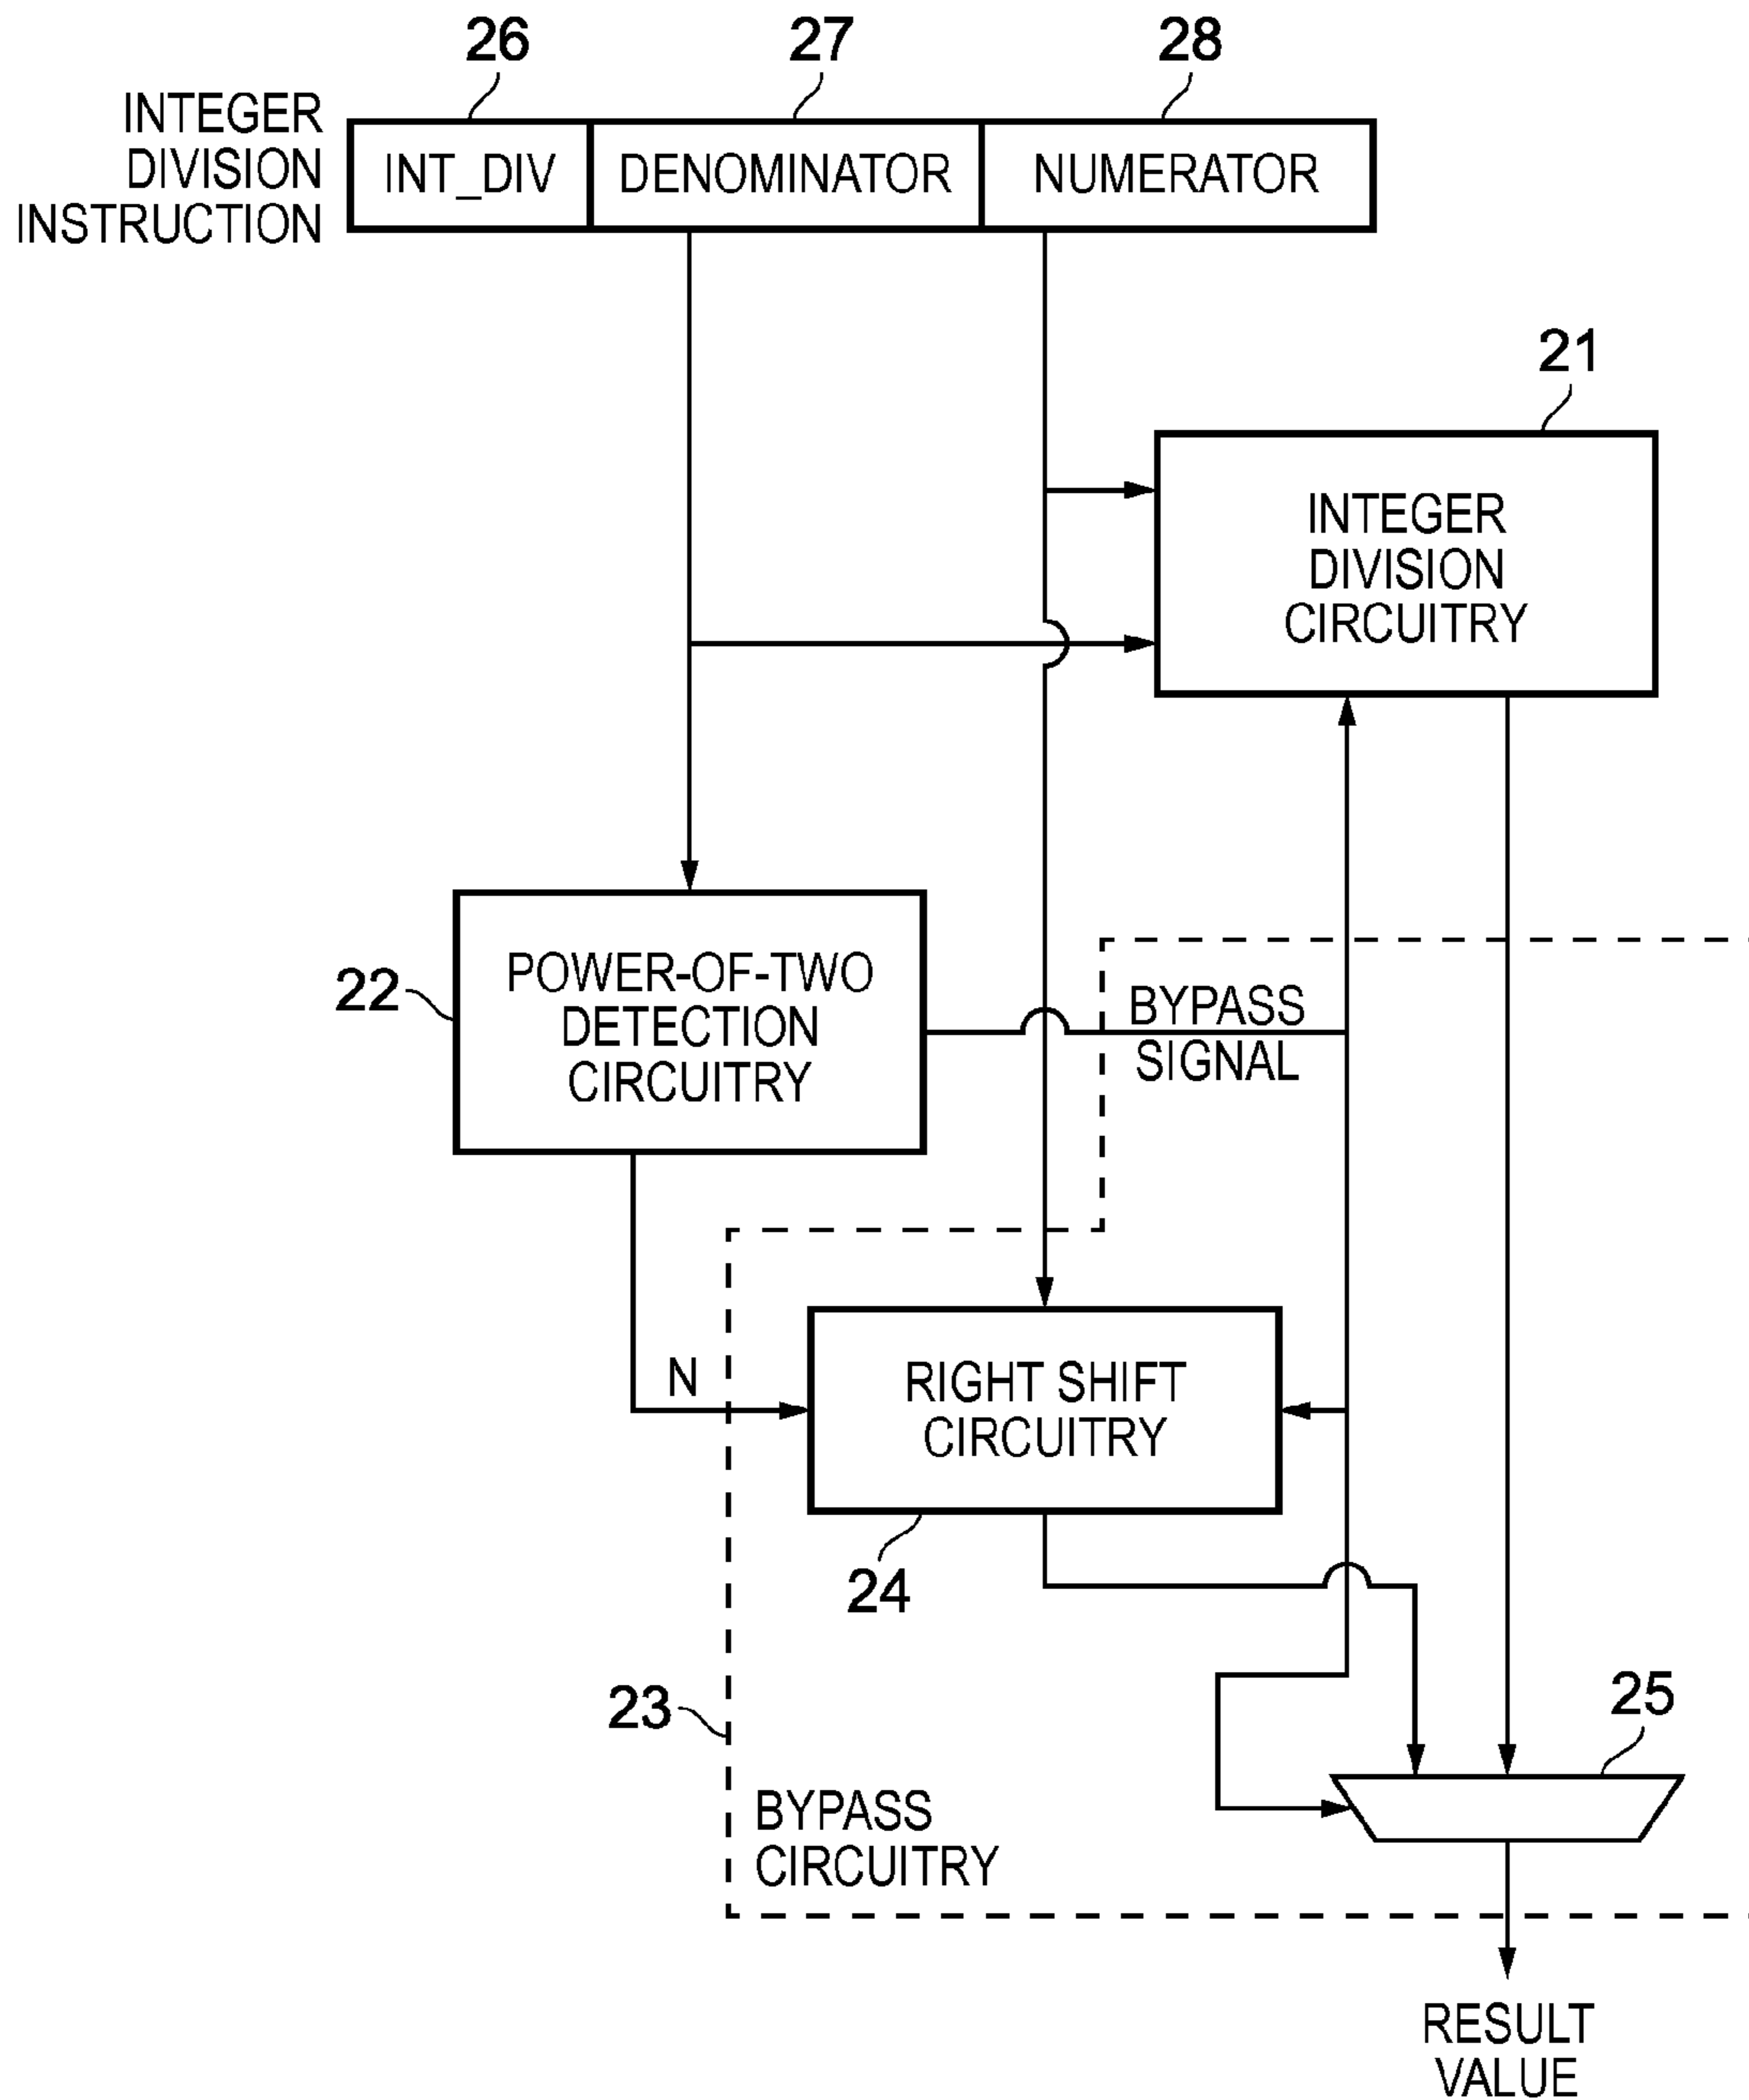 26
27
28
INTEGER
DIVISION
INSTRUCTION
INT_DIV
DENOMINATOR
NUMERATOR
21
INTEGER
DIVISION
CIRCUITRY
22
POWER-OF-TWO
DETECTION
CIRCUITRY
BYPASS
SIGNAL
N
RIGHT SHIFT
CIRCUITRY
24
23
25
BYPASS
CIRCUITRY
RESULT
VALUE